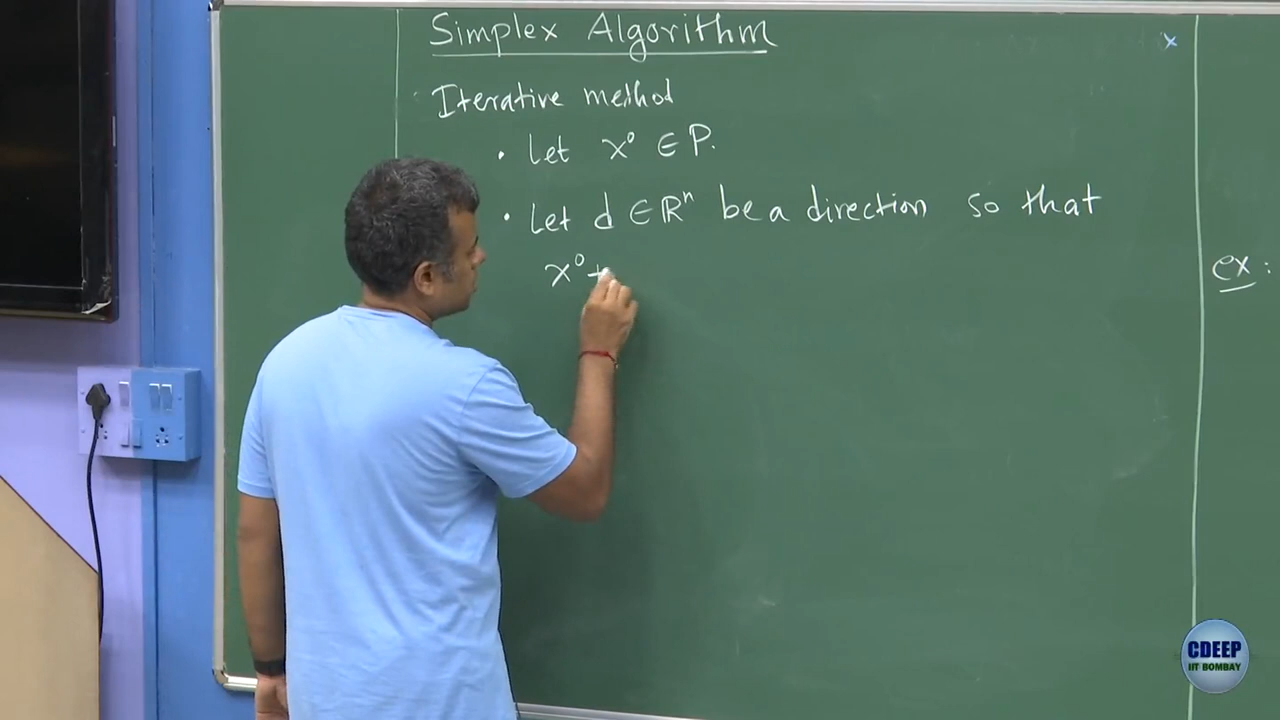 Simplex Algorithm
x
Iterative method
• Let x⁰ ∈ P.
• Let d ∈ ℝⁿ be a direction so that
x⁰ +
ex :
CDEEP
IIT BOMBAY